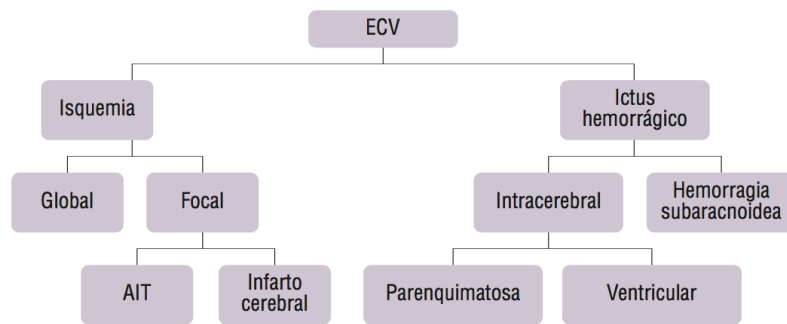 ECV
Isquemia
Ictus
hemorrágico
Global
Focal
Intracerebral
Hemorragia
subaracnoidea
AIT
Infarto
cerebral
Parenquimatosa
Ventricular